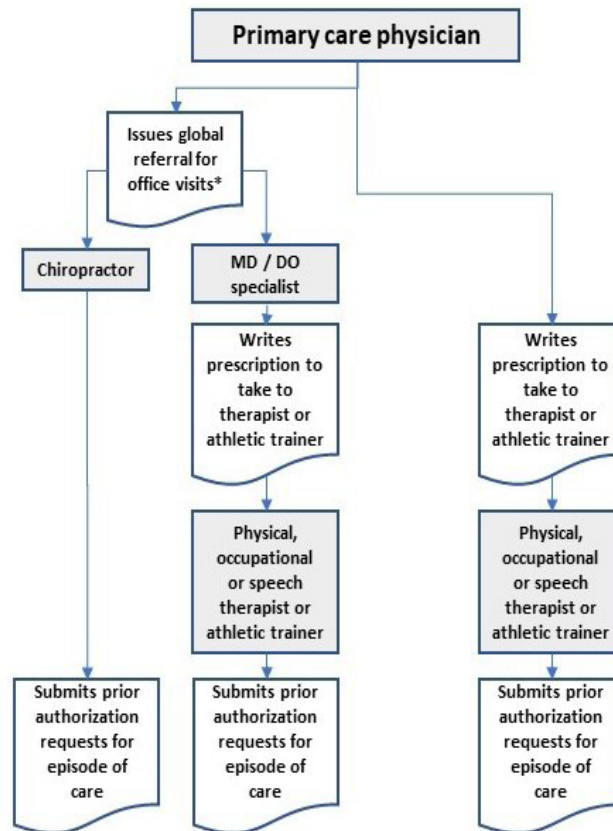 Primary care physician
Issues global
referral for
office visits*
Chiropractor
MD / DO
specialist
Writes
prescription to
take to
therapist or
athletic trainer
Writes
prescription to
take to
therapist or
athletic trainer
Physical,
occupational
or speech
therapist or
athletic trainer
Physical,
occupational
or speech
therapist or
athletic trainer
Submits prior
authorization
requests for
episode of
care
Submits prior
authorization
requests for
episode of
care
Submits prior
authorization
requests for
episode of
care